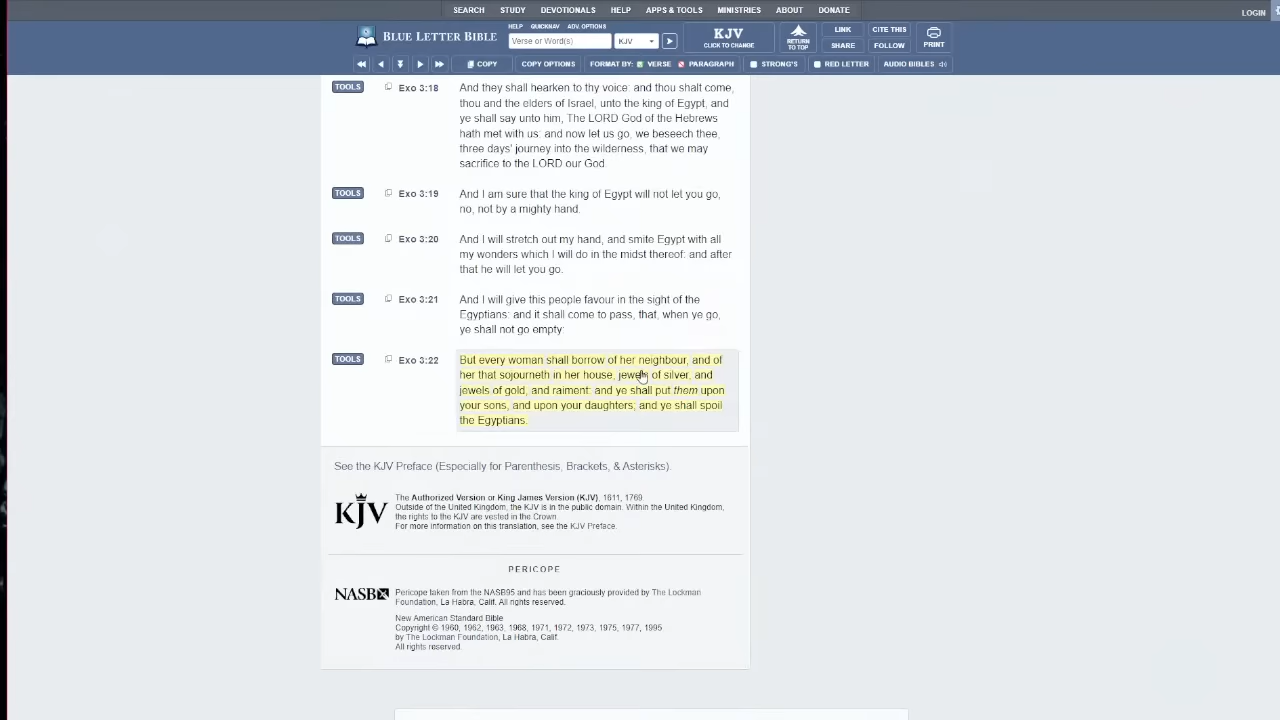 SEARCH STUDY DEVOTIONALS HELP APPS & TOOLS MINISTRIES ABOUT DONATE
LOGIN
BLUE LETTER BIBLE
HELP QUICKNAV ADV. OPTIONS
Verse or Word(s) KJV
KJV
CLICK TO CHANGE
RETURN
TO TOP
LINK
CITE THIS
SHARE
FOLLOW
PRINT
COPY COPY OPTIONS FORMAT BY: VERSE PARAGRAPH STRONG'S RED LETTER AUDIO BIBLES
TOOLS Exo 3:18 And they shall hearken to thy voice: and thou shalt come,
thou and the elders of Israel, unto the king of Egypt, and
ye shall say unto him, The LORD God of the Hebrews
hath met with us: and now let us go, we beseech thee,
three days' journey into the wilderness, that we may
sacrifice to the LORD our God.
TOOLS Exo 3:19 And I am sure that the king of Egypt will not let you go,
no, not by a mighty hand.
TOOLS Exo 3:20 And I will stretch out my hand, and smite Egypt with all
my wonders which I will do in the midst thereof: and after
that he will let you go.
TOOLS Exo 3:21 And I will give this people favour in the sight of the
Egyptians: and it shall come to pass, that, when ye go,
ye shall not go empty:
TOOLS Exo 3:22 But every woman shall borrow of her neighbour, and of
her that sojourneth in her house, jewels of silver, and
jewels of gold, and raiment: and ye shall put them upon
your sons, and upon your daughters; and ye shall spoil
the Egyptians.
See the KJV Preface (Especially for Parenthesis, Brackets, & Asterisks).
KJV
The Authorized Version or King James Version (KJV), 1611, 1769.
Outside of the United Kingdom, the KJV is in the public domain. Within the United Kingdom,
the rights to the KJV are vested in the Crown.
For more information on this translation, see the KJV Preface.
PERICOPE
NASB
Pericope taken from the NASB95 and has been graciously provided by The Lockman
Foundation, La Habra, Calif. All rights reserved.
New American Standard Bible
Copyright © 1960, 1962, 1963, 1968, 1971, 1972, 1973, 1975, 1977, 1995
by The Lockman Foundation, La Habra, Calif.
All rights reserved.